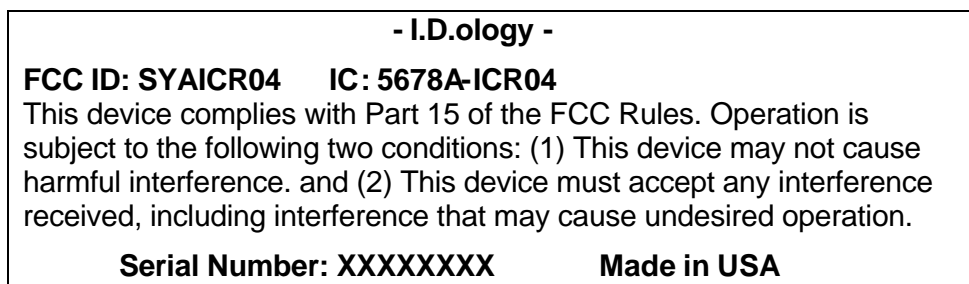 - I.D.ology -
FCC ID: SYAICR04 IC: 5678A-ICR04
This device complies with Part 15 of the FCC Rules. Operation is
subject to the following two conditions: (1) This device may not cause
harmful interference. and (2) This device must accept any interference
received, including interference that may cause undesired operation.
Serial Number: XXXXXXXX Made in USA